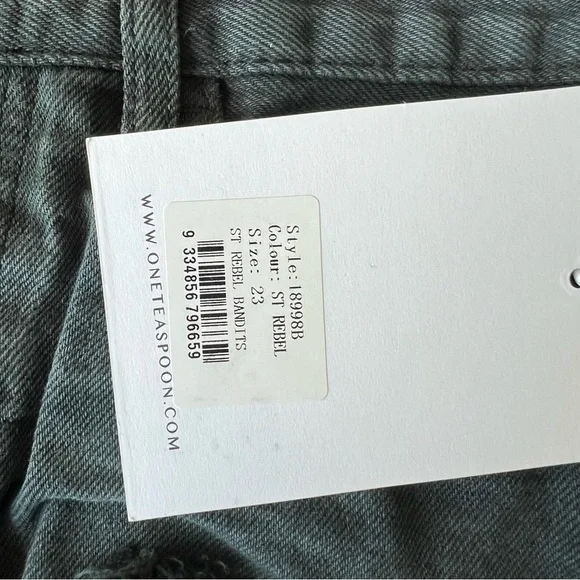 Style:18998B
Colour: ST REBEL
Size: 23
ST REBEL BANDITS
9 334856 796659
WWW.ONETEASPOON.COM